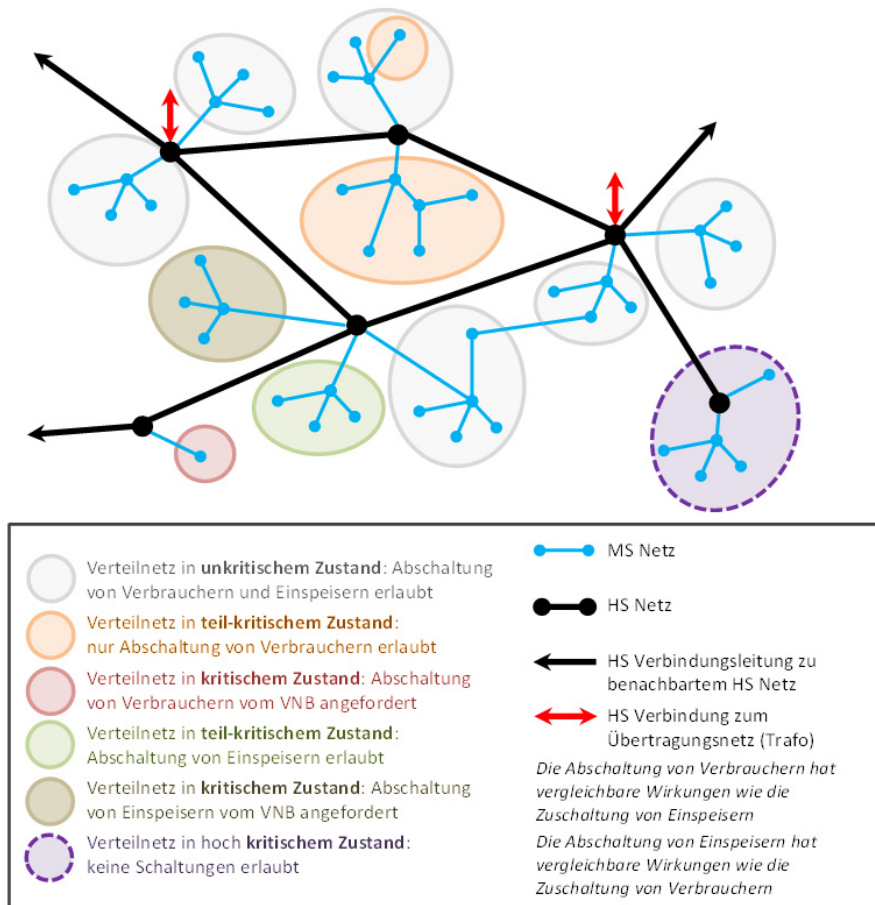 Verteilnetz in unkritischem Zustand: Abschaltung
von Verbrauchern und Einspeisern erlaubt
Verteilnetz in teil-kritischem Zustand:
nur Abschaltung von Verbrauchern erlaubt
Verteilnetz in kritischem Zustand: Abschaltung
von Verbrauchern vom VNB angefordert
Verteilnetz in teil-kritischem Zustand:
Abschaltung von Einspeisern erlaubt
Verteilnetz in kritischem Zustand: Abschaltung
von Einspeisern vom VNB angefordert
Verteilnetz in hoch kritischem Zustand:
keine Schaltungen erlaubt
MS Netz
HS Netz
HS Verbindungsleitung zu
benachbartem HS Netz
HS Verbindung zum
Übertragungsnetz (Trafo)
Die Abschaltung von Verbrauchern hat
vergleichbare Wirkungen wie die
Zuschaltung von Einspeisern
Die Abschaltung von Einspeisern hat
vergleichbare Wirkungen wie die
Zuschaltung von Verbrauchern